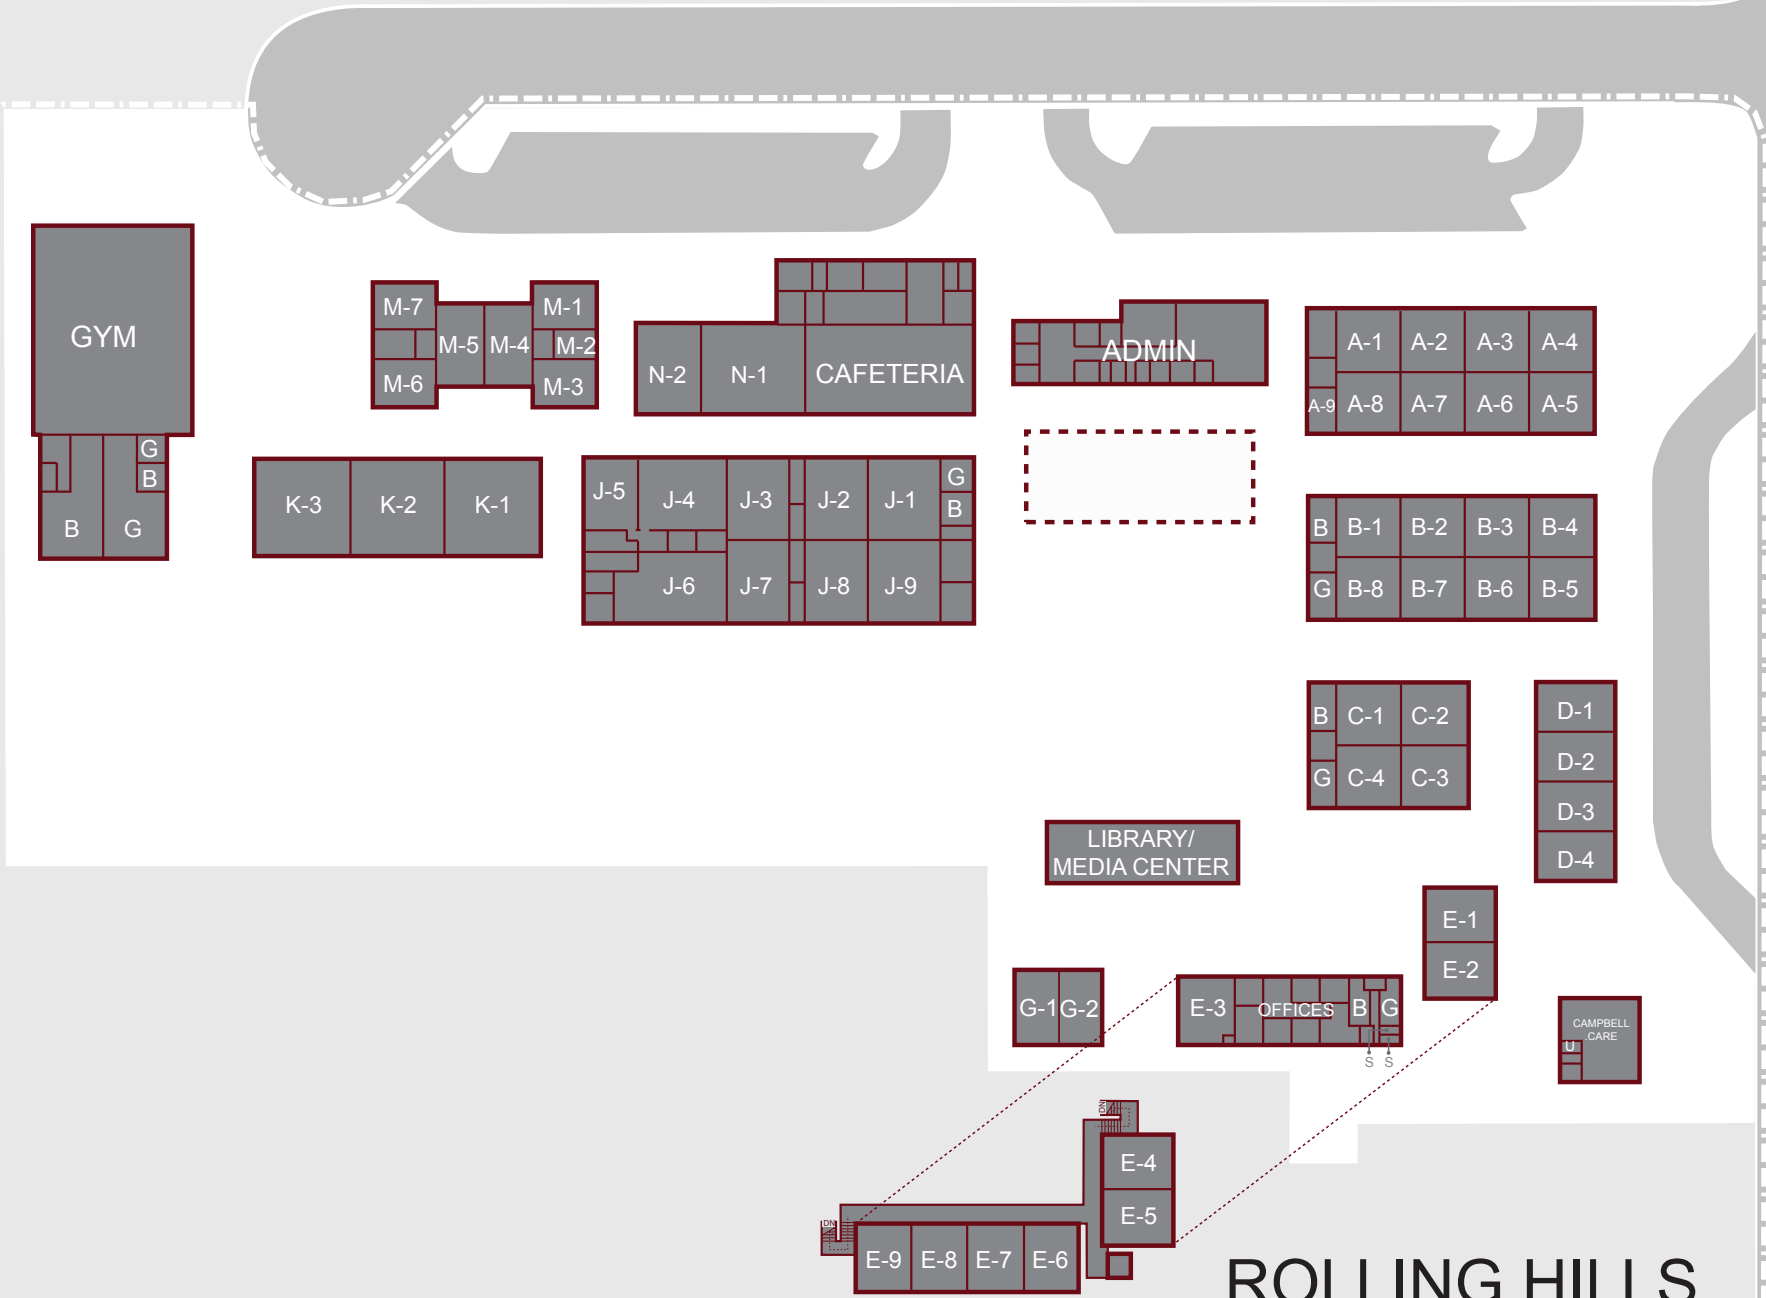 GYM
G
B
B
G
M-7
M-1
M-5
M-4
M-2
M-6
M-3
N-2
N-1
CAFETERIA
ADMIN
A-1
A-2
A-3
A-4
A-9
A-8
A-7
A-6
A-5
K-3
K-2
K-1
J-5
J-4
J-3
J-2
J-1
G
B
J-6
J-7
J-8
J-9
B
B-1
B-2
B-3
B-4
G
B-8
B-7
B-6
B-5
B
C-1
C-2
G
C-4
C-3
D-1
D-2
D-3
D-4
LIBRARY/
MEDIA CENTER
E-1
E-2
G-1
G-2
E-3
OFFICES
B
G
S
S
CAMPBELL
CARE
U
DN
E-4
E-5
DN
E-9
E-8
E-7
E-6
ROLLING HILLS